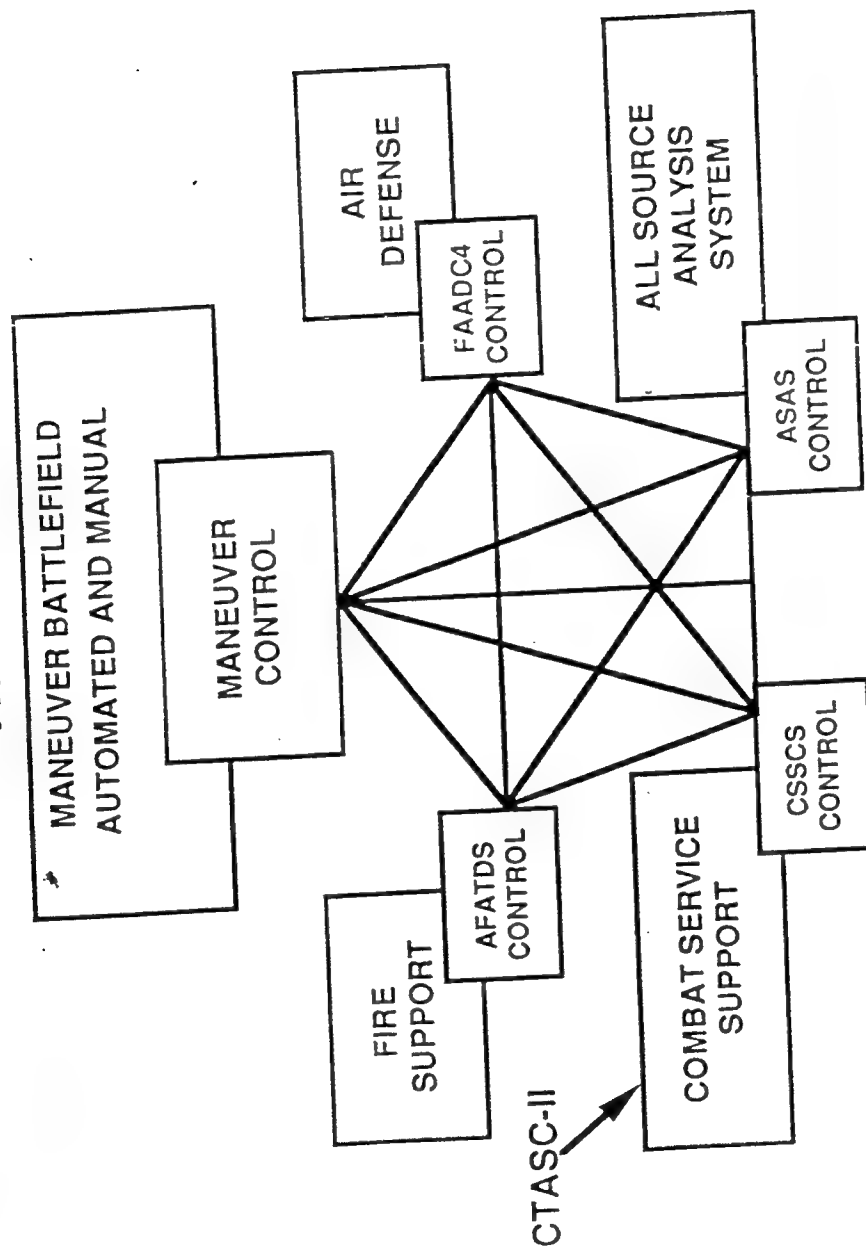 MANEUVER BATTLEFIELD
AUTOMATED AND MANUAL
MANEUVER
CONTROL
AIR
DEFENSE
FAADC4
CONTROL
FIRE
SUPPORT
AFATDS
CONTROL
ALL SOURCE
ANALYSIS
SYSTEM
ASAS
CONTROL
CTASC-II
COMBAT SERVICE
SUPPORT
CSSCS
CONTROL